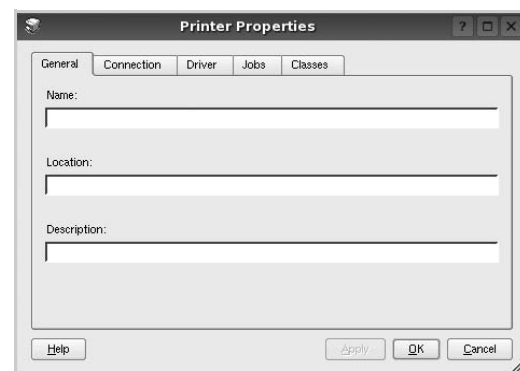 Printer Properties ?
General Connection Driver Jobs Classes
Name:
Location:
Description:
Help Apply OK Cancel